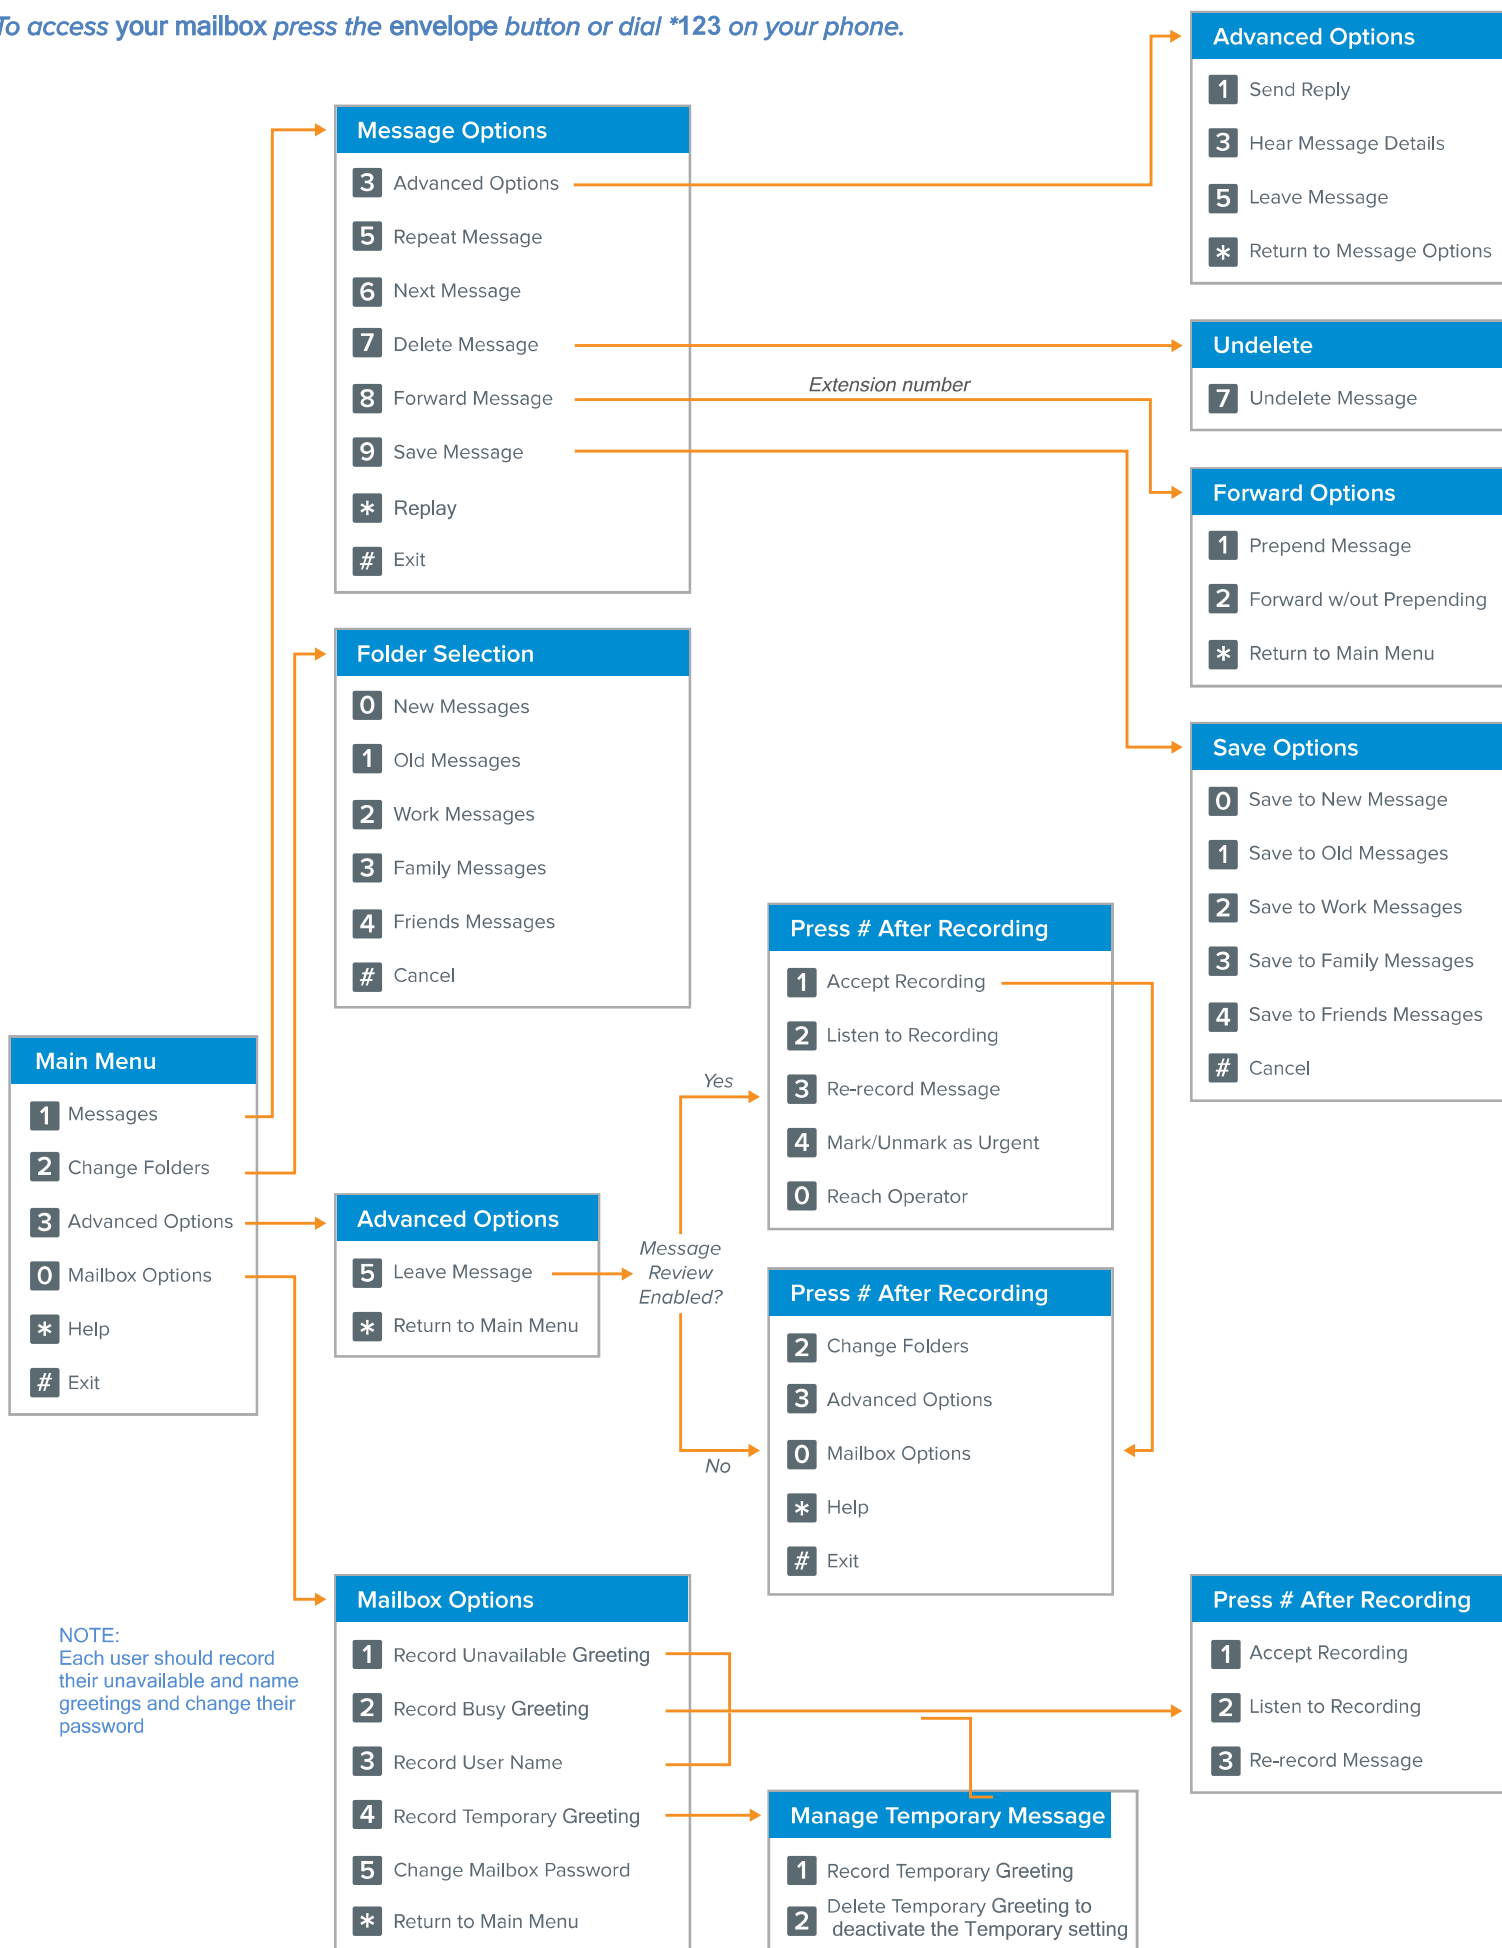 To access your mailbox press the envelope button or dial *123 on your phone.
Advanced Options
1 Send Reply
3 Hear Message Details
5 Leave Message
* Return to Message Options
Message Options
3 Advanced Options
5 Repeat Message
6 Next Message
7 Delete Message
8 Forward Message
9 Save Message
* Replay
# Exit
Extension number
Undelete
7 Undelete Message
Forward Options
1 Prepend Message
2 Forward w/out Prepending
* Return to Main Menu
Folder Selection
0 New Messages
1 Old Messages
2 Work Messages
3 Family Messages
4 Friends Messages
# Cancel
Save Options
0 Save to New Message
1 Save to Old Messages
2 Save to Work Messages
3 Save to Family Messages
4 Save to Friends Messages
# Cancel
Main Menu
1 Messages
2 Change Folders
3 Advanced Options
0 Mailbox Options
* Help
# Exit
Advanced Options
5 Leave Message
* Return to Main Menu
Message
Review
Enabled?
Yes
No
Press # After Recording
1 Accept Recording
2 Listen to Recording
3 Re-record Message
4 Mark/Unmark as Urgent
0 Reach Operator
Press # After Recording
2 Change Folders
3 Advanced Options
0 Mailbox Options
* Help
# Exit
NOTE:
Each user should record
their unavailable and name
greetings and change their
password
Mailbox Options
1 Record Unavailable Greeting
2 Record Busy Greeting
3 Record User Name
4 Record Temporary Greeting
5 Change Mailbox Password
* Return to Main Menu
Press # After Recording
1 Accept Recording
2 Listen to Recording
3 Re-record Message
Manage Temporary Message
1 Record Temporary Greeting
2 Delete Temporary Greeting to
deactivate the Temporary setting